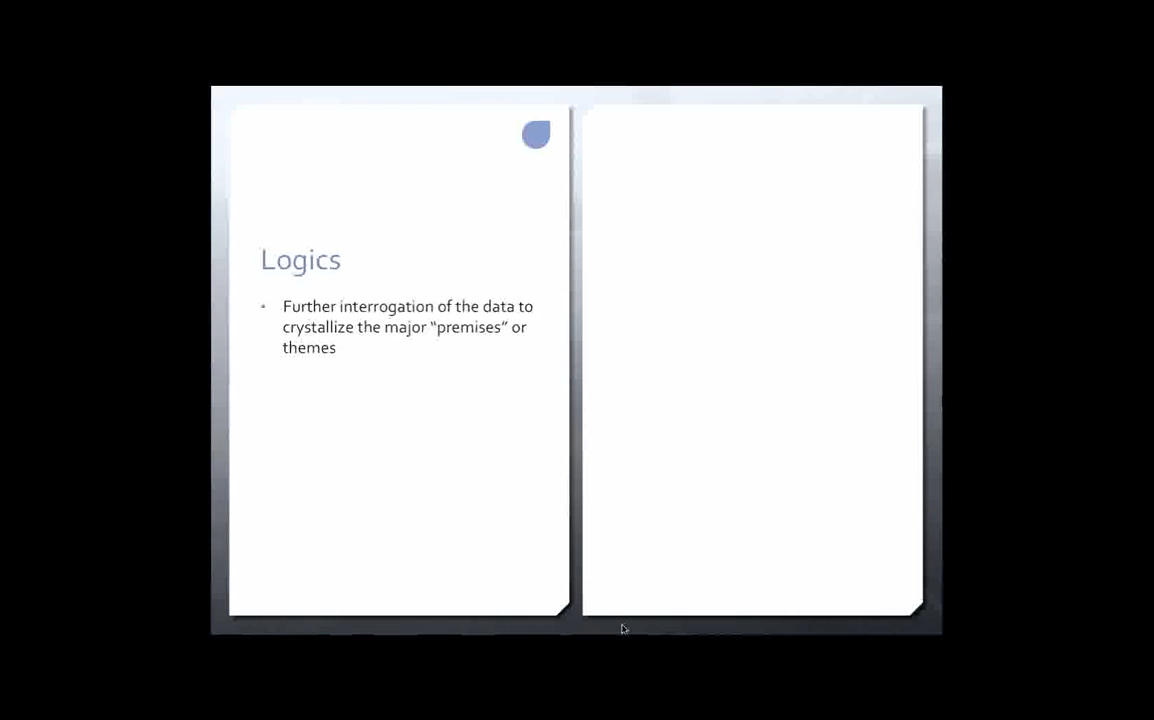 Logics
• Further interrogation of the data to
crystallize the major “premises” or
themes